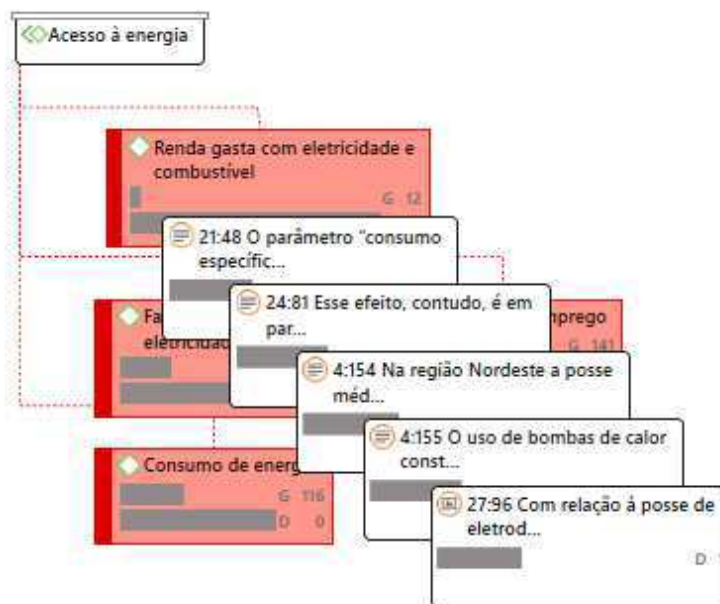 Acesso à energia
Renda gasta com eletricidade e
combustível
G 12
21:48 O parâmetro "consumo
específic...
24:81 Esse efeito, contudo, é em
par...
G 141
eletricidad
4:154 Na região Nordeste a posse
méd...
4:155 O uso de bombas de calor
const...
Consumo de energ
G 116
D 0
27:96 Com relação á posse de
eletrod...
D